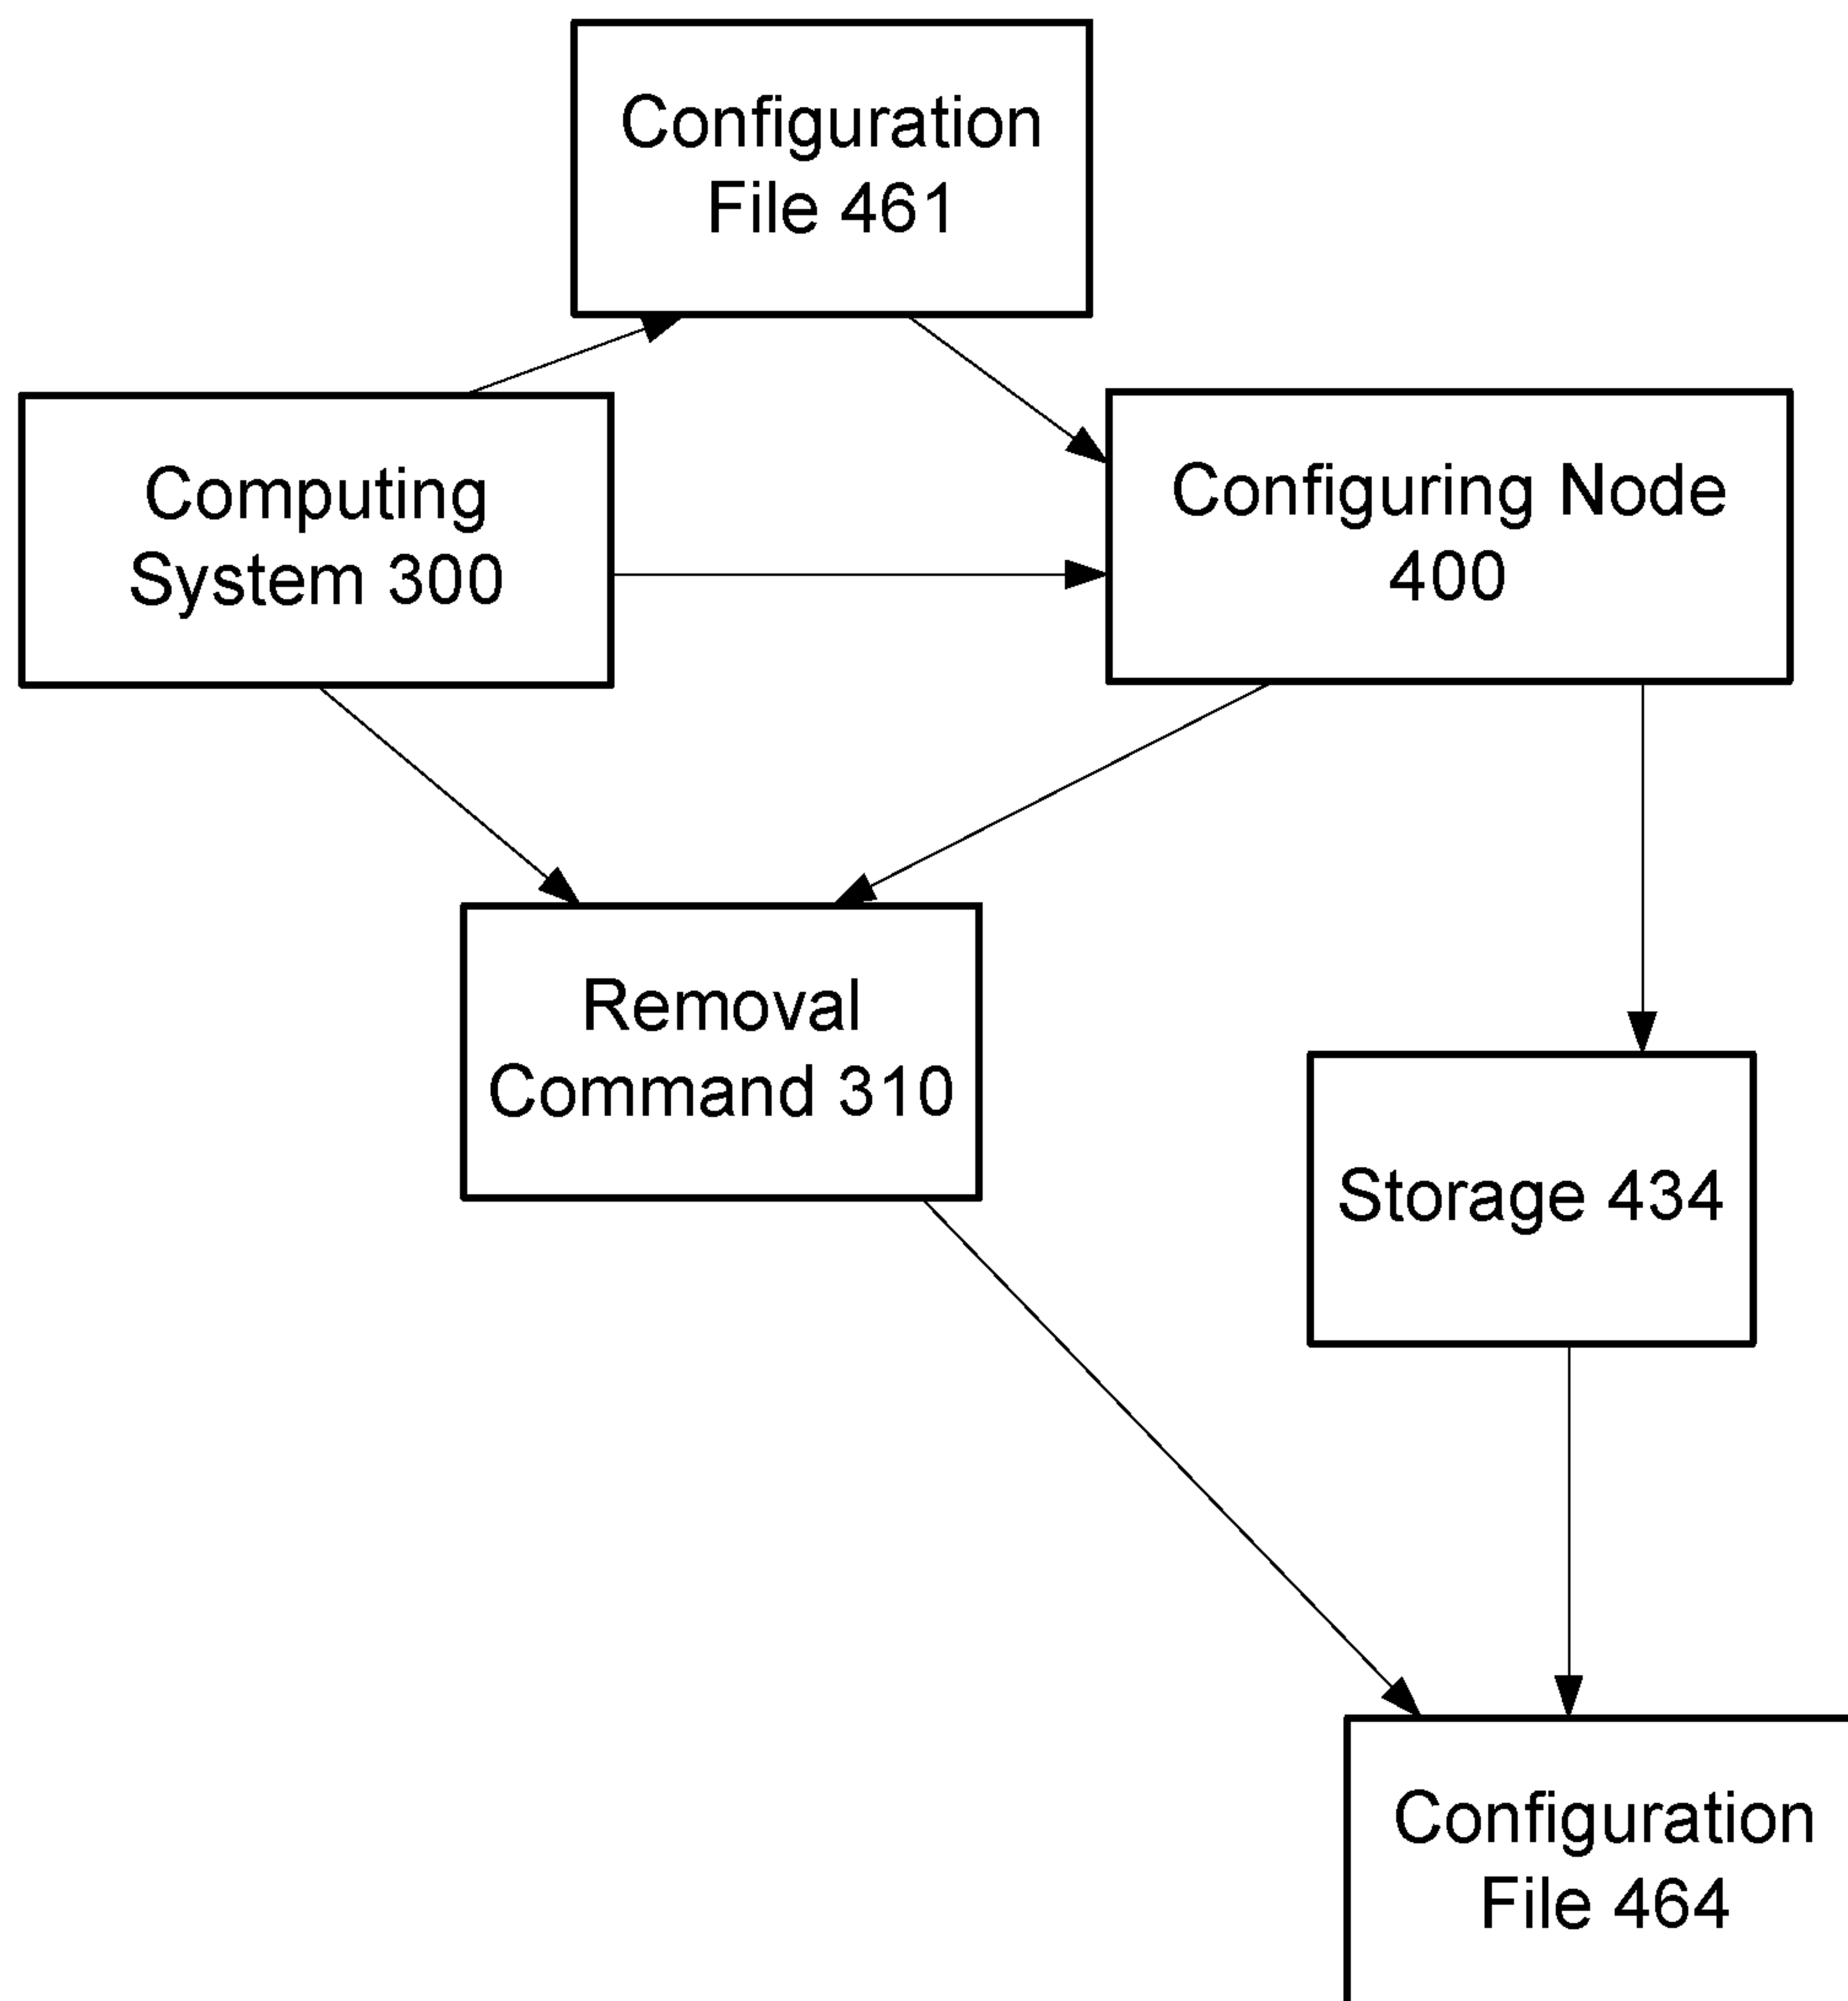 Configuration
File 461
Computing
System 300
Configuring Node
400
Removal
Command 310
Storage 434
Configuration
File 464